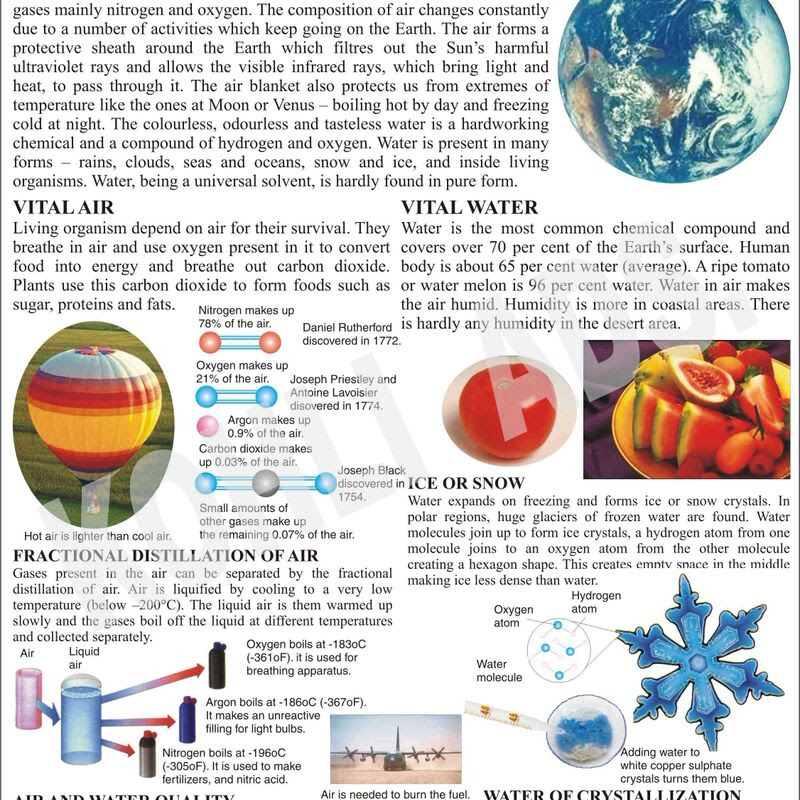 gases mainly nitrogen and oxygen. The composition of air changes constantly
due to a number of activities which keep going on the Earth. The air forms a
protective sheath around the Earth which filtres out the Sun's harmful
ultraviolet rays and allows the visible infrared rays, which bring light and
heat, to pass through it. The air blanket also protects us from extremes of
temperature like the ones at Moon or Venus – boiling hot by day and freezing
cold at night. The colourless, odourless and tasteless water is a hardworking
chemical and a compound of hydrogen and oxygen. Water is present in many
forms – rains, clouds, seas and oceans, snow and ice, and inside living
organisms. Water, being a universal solvent, is hardly found in pure form.
VITAL AIR
Living organism depend on air for their survival. They
breathe in air and use oxygen present in it to convert
food into energy and breathe out carbon dioxide.
Plants use this carbon dioxide to form foods such as
sugar, proteins and fats.
Nitrogen makes up
78% of the air.
Daniel Rutherford
discovered in 1772.
Oxygen makes up
21% of the air.
Joseph Priestley and
Antoine Lavoisier
disovered in 1774.
Argon makes up
0.9% of the air.
Carbon dioxide makes
up 0.03% of the air.
Joseph Black
discovered in
1754.
Small amounts of
other gases make up
the remaining 0.07% of the air.
Hot air is lighter than cool air.
FRACTIONAL DISTILLATION OF AIR
Gases present in the air can be separated by the fractional
distillation of air. Air is liquified by cooling to a very low
temperature (below –200°C). The liquid air is them warmed up
slowly and the gases boil off the liquid at different temperatures
and collected separately.
Air
Liquid
air
Oxygen boils at -183oC
(-361oF). it is used for
breathing apparatus.
Argon boils at -186oC (-367oF).
It makes an unreactive
filling for light bulbs.
Nitrogen boils at -196oC
(-305oF). It is used to make
fertilizers, and nitric acid.
Air is needed to burn the fuel.
AIR AND WATER QUALITY
VITAL WATER
Water is the most common chemical compound and
covers over 70 per cent of the Earth's surface. Human
body is about 65 per cent water (average). A ripe tomato
or water melon is 96 per cent water. Water in air makes
the air humid. Humidity is more in coastal areas. There
is hardly any humidity in the desert area.
ICE OR SNOW
Water expands on freezing and forms ice or snow crystals. In
polar regions, huge glaciers of frozen water are found. Water
molecules join up to form ice crystals, a hydrogen atom from one
molecule joins to an oxygen atom from the other molecule
creating a hexagon shape. This creates empty space in the middle
making ice less dense than water.
Hydrogen
atom
Oxygen
atom
Water
molecule
Adding water to
white copper sulphate
crystals turns them blue.
WATER OF CRYSTALLIZATION